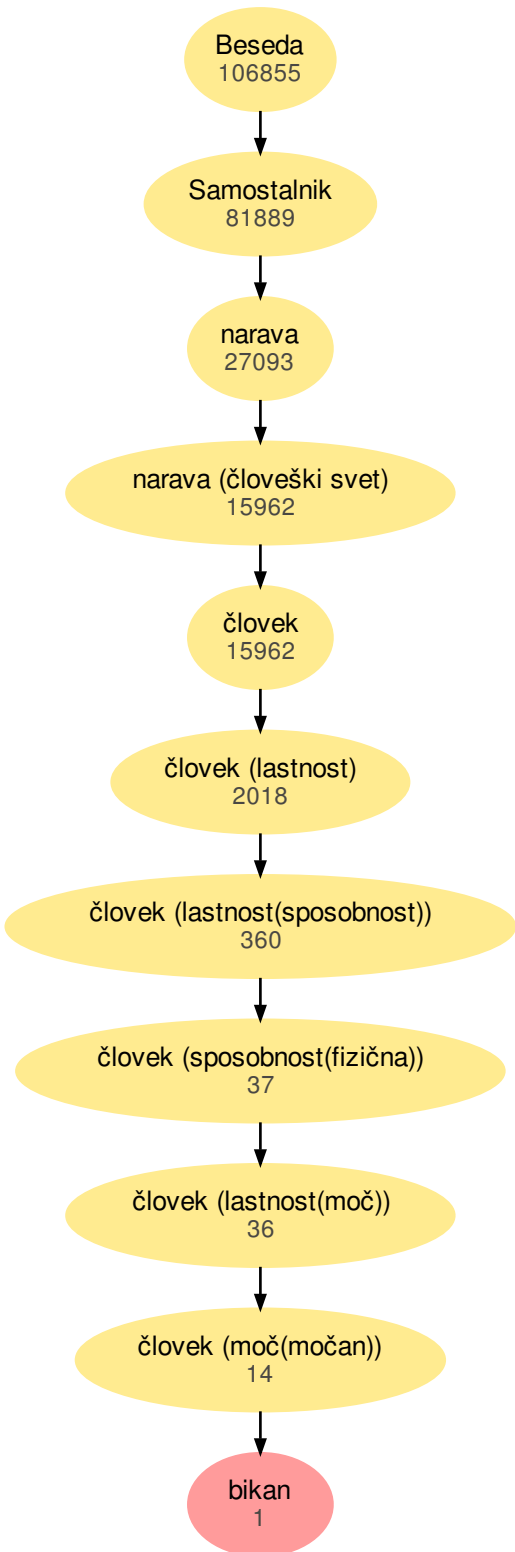 Beseda
106855
Samostalnik
81889
narava
27093
narava (človeški svet)
15962
človek
15962
človek (lastnost)
2018
človek (lastnost(sposobnost))
360
človek (sposobnost(fizična))
37
človek (lastnost(moč))
36
človek (moč(močan))
14
bikan
1